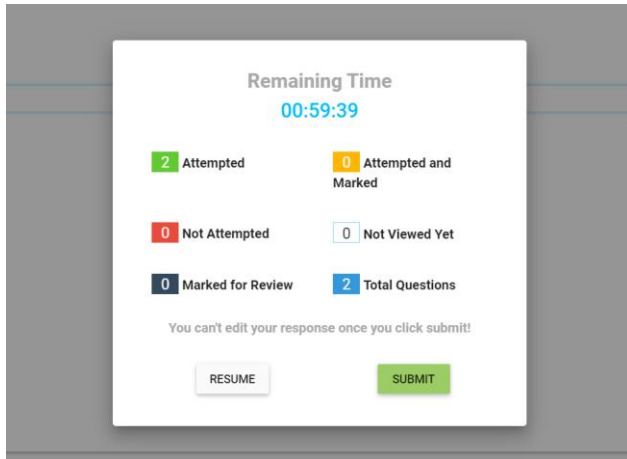 Remaining Time
00:59:39
2 Attempted
0 Attempted and
Marked
0 Not Attempted
0 Not Viewed Yet
0 Marked for Review
2 Total Questions
You can't edit your response once you click submit!
RESUME
SUBMIT